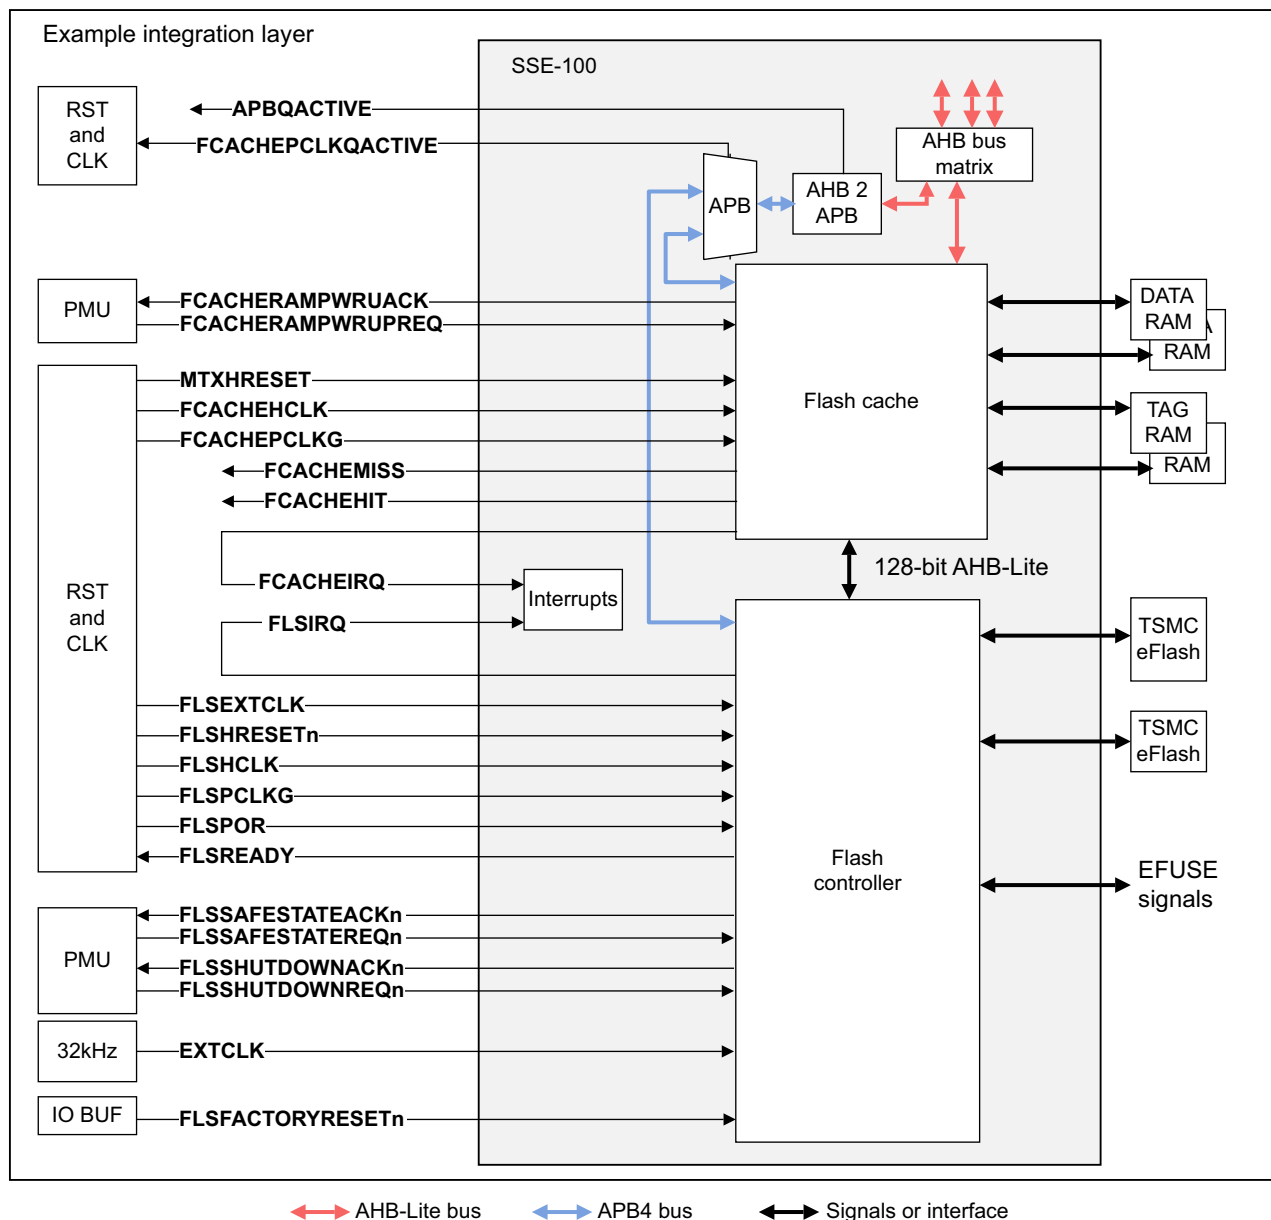 Example integration layer
SSE-100
RST
and
CLK
APBQACTIVE
FCACHEPCLKQACTIVE
AHB bus
matrix
APB
AHB 2
APB
PMU
FCACHERAMPWRUACK
FCACHERAMPWRUPREQ
DATA
RAM
A
RAM
MTXHRESET
FCACHEHCLK
FCACHEPCLKG
FCACHEMISS
FCACHEHIT
Flash cache
TAG
RAM
RAM
RST
and
CLK
128-bit AHB-Lite
FCACHEIRQ
FLSIRQ
Interrupts
TSMC
eFlash
TSMC
eFlash
FLSEXTCLK
FLSHRESETn
FLSHCLK
FLSPCLKG
FLSPOR
FLSREADY
Flash
controller
EFUSE
signals
PMU
FLSSAFESTATEACKn
FLSSAFESTATEREQn
FLSSHUTDOWNACKn
FLSSHUTDOWNREQn
32kHz
EXTCLK
IO BUF
FLSFACTORYRESETn
AHB-Lite bus
APB4 bus
Signals or interface